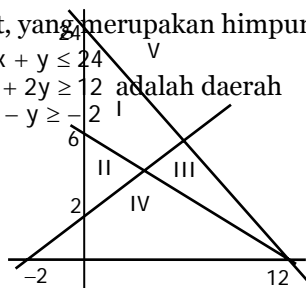 t, yang merupakan himpun
x + y ≤ 24
+ 2y ≥ 12 adalah daerah
– y ≥ – 2
24
V
I
6
II
III
2
IV
–2
12